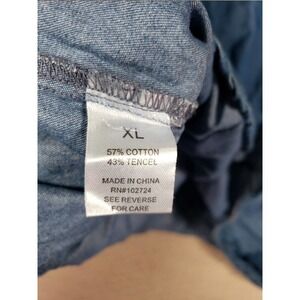 XL
57% COTTON
43% TENCEL
MADE IN CHINA
RN#102724
SEE REVERSE
FOR CARE